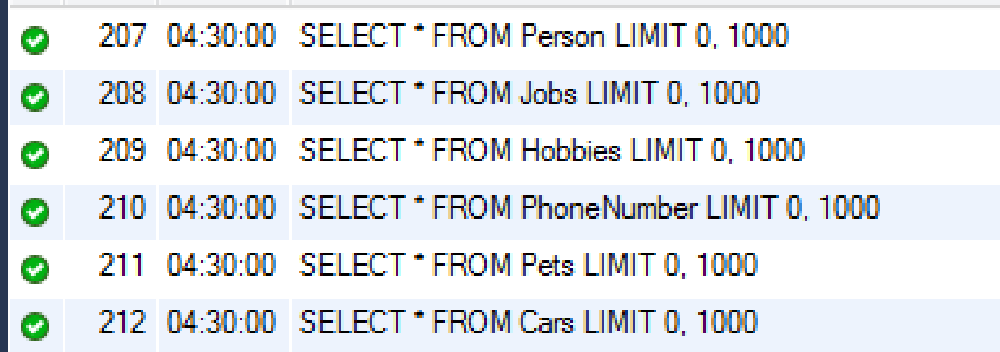 207 04:30:00 SELECT * FROM Person LIMIT 0, 1000
208 04:30:00 SELECT * FROM Jobs LIMIT 0, 1000
209 04:30:00 SELECT * FROM Hobbies LIMIT 0, 1000
210 04:30:00 SELECT * FROM PhoneNumber LIMIT 0, 1000
211 04:30:00 SELECT * FROM Pets LIMIT 0, 1000
212 04:30:00 SELECT * FROM Cars LIMIT 0, 1000